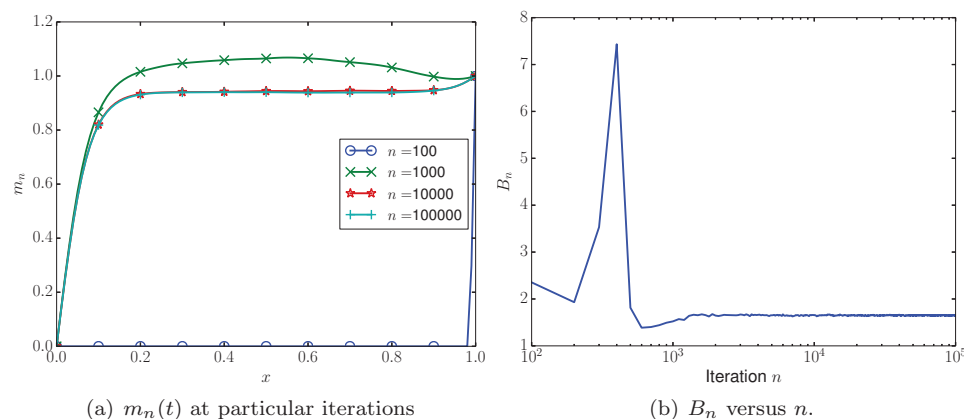 1.2
1.0
0.8
0.6
0.4
0.2
0.0
m_n
0.0 0.2 0.4 0.6 0.8 1.0
x
n =100
n =1000
n =10000
n =100000
(a) m_n(t) at particular iterations
8
7
6
5
4
3
2
1
B_n
10^2 10^3 10^4 10^5
Iteration n
(b) B_n versus n.